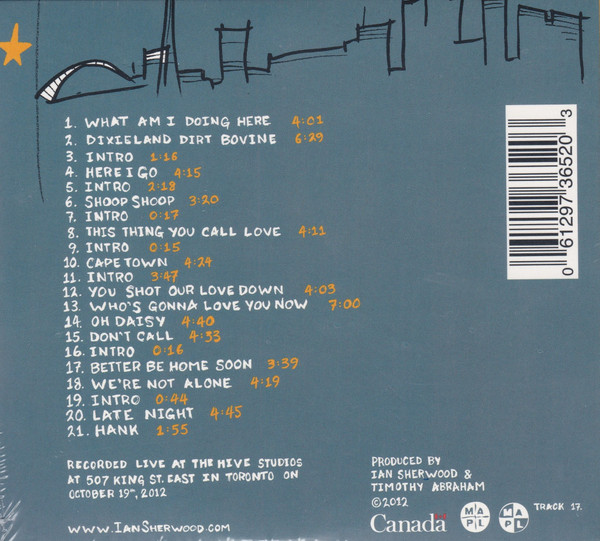 1. WHAT AM I DOING HERE 4:01
2. DIXIELAND DIRT BOVINE 6:29
3. INTRO 1:16
4. HERE I GO 4:15
5. INTRO 2:18
6. SHOOP SHOOP 3:20
7. INTRO 0:17
8. THIS THING YOU CALL LOVE 4:11
9. INTRO 0:15
10. CAPE TOWN 4:24
11. INTRO 3:47
12. YOU SHOT OUR LOVE DOWN 4:03
13. WHO'S GONNA LOVE YOU NOW 7:00
14. OH DAISY 4:40
15. DON'T CALL 4:33
16. INTRO 0:16
17. BETTER BE HOME SOON 3:39
18. WE'RE NOT ALONE 4:19
19. INTRO 0:44
20. LATE NIGHT 4:45
21. HANK 1:55
RECORDED LIVE AT THE HIVE STUDIOS
AT 507 KING ST. EAST IN TORONTO ON
OCTOBER 19TH, 2012
WWW.IANSHERWOOD.COM
PRODUCED BY
IAN SHERWOOD &
TIMOTHY ABRAHAM
©2012
Canada
M A
P L
M A
P L
TRACK 17.
0 61297 36520 3